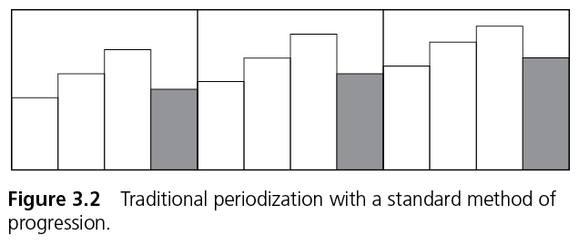 Figure 3.2 Traditional periodization with a standard method of
progression.